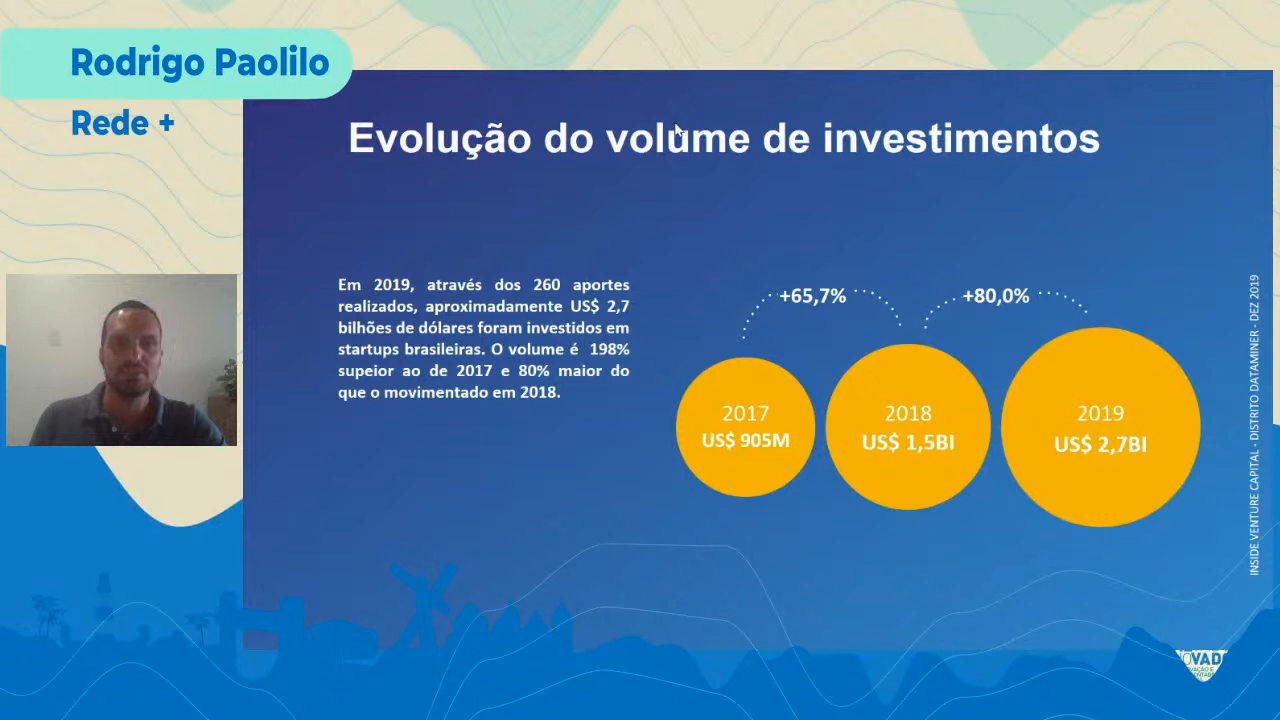 Rodrigo Paolilo
Rede +
Evolução do volume de investimentos
Em 2019, através dos 260 aportes
realizados, aproximadamente US$ 2,7
bilhões de dólares foram investidos em
startups brasileiras. O volume é 198%
supeior ao de 2017 e 80% maior do
que o movimentado em 2018.
+65,7%
+80,0%
2017
US$ 905M
2018
US$ 1,5BI
2019
US$ 2,7BI
INSIDE VENTURE CAPITAL - DISTRITO DATAMINER - DEZ 2019